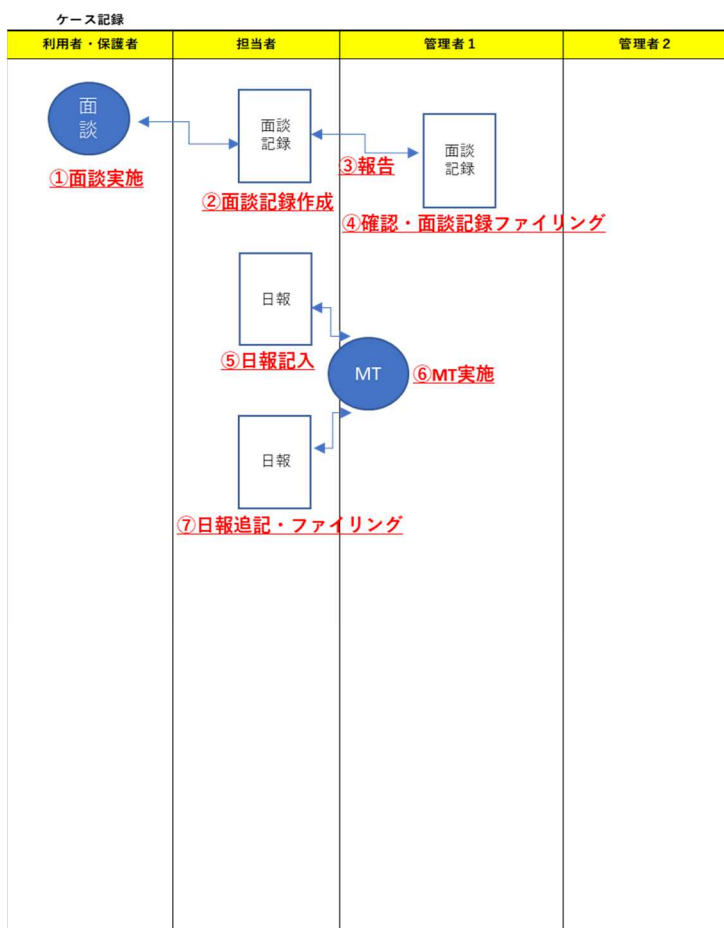 ケース記録
利用者・保護者
担当者
管理者1
管理者2
面
談
面談
記録
面談
記録
③報告
①面談実施
②面談記録作成
④確認・面談記録ファイリング
日報
⑤日報記入
MT
⑥MT実施
日報
⑦日報追記・ファイリング